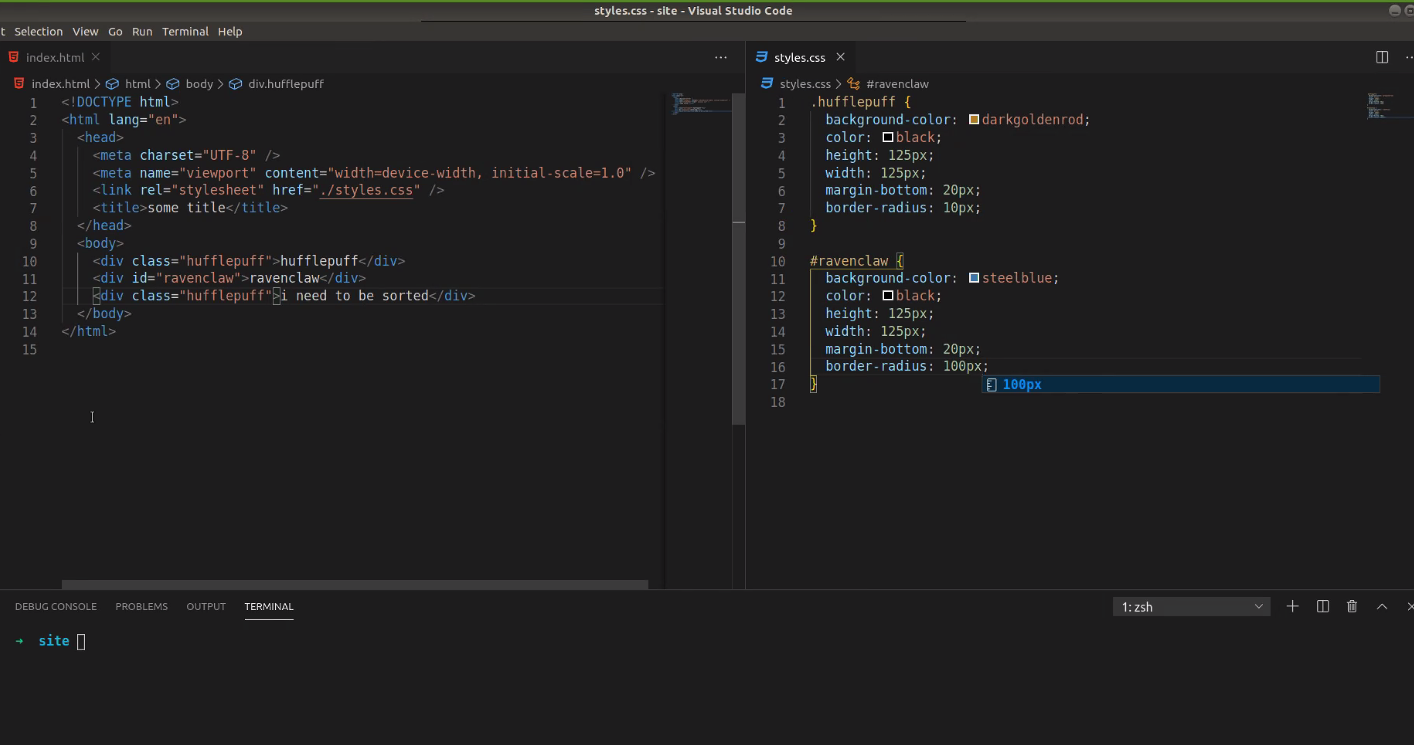 styles.css - site - Visual Studio Code
t Selection View Go Run Terminal Help
index.html
index.html > html > body > div.hufflepuff
1 <!DOCTYPE html>
2 <html lang="en">
3 <head>
4 <meta charset="UTF-8" />
5 <meta name="viewport" content="width=device-width, initial-scale=1.0" />
6 <link rel="stylesheet" href="./styles.css" />
7 <title>some title</title>
8 </head>
9 <body>
10 <div class="hufflepuff">hufflepuff</div>
11 <div id="ravenclaw">ravenclaw</div>
12 <div class="hufflepuff">i need to be sorted</div>
13 </body>
14 </html>
15
styles.css
styles.css > #ravenclaw
1 .hufflepuff {
2 background-color: darkgoldenrod;
3 color: black;
4 height: 125px;
5 width: 125px;
6 margin-bottom: 20px;
7 border-radius: 10px;
8 }
9
10 #ravenclaw {
11 background-color: steelblue;
12 color: black;
13 height: 125px;
14 width: 125px;
15 margin-bottom: 20px;
16 border-radius: 100px;
17 }
100px
18
DEBUG CONSOLE PROBLEMS OUTPUT TERMINAL
1: zsh
→ site